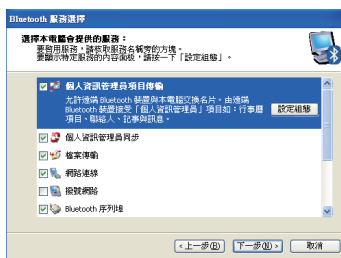 Bluetooth 服務選擇
選擇本電腦會提供的服務：
要啟用服務，請核取服務名稱旁的方塊。
要顯示特定服務的內容面板，請按一下「設定組態」。
個人資訊管理員項目傳輸
允許遠端 Bluetooth 裝置與本電腦交換名片。由遠端
Bluetooth 裝置接受「個人資訊管理員」項目如：行事曆
項目、聯絡人、記事與訊息。
設定組態
個人資訊管理員同步
檔案傳輸
網路連線
撥號網路
Bluetooth 序列埠
<上一步(B)
下一步(N)>
取消